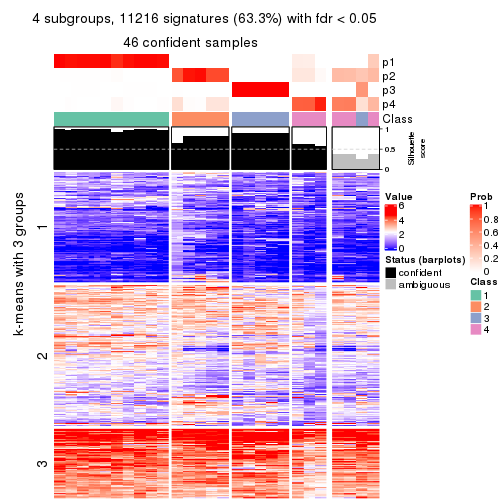 4 subgroups, 11216 signatures (63.3%) with fdr < 0.05
46 confident samples
p1
p2
p3
p4
Class
1
0.5
0
Silhouette
score
k-means with 3 groups
1
2
3
Value
6
4
2
0
Status (barplots)
confident
ambiguous
Prob
1
0.8
0.6
0.4
0.2
0
Class
1
2
3
4